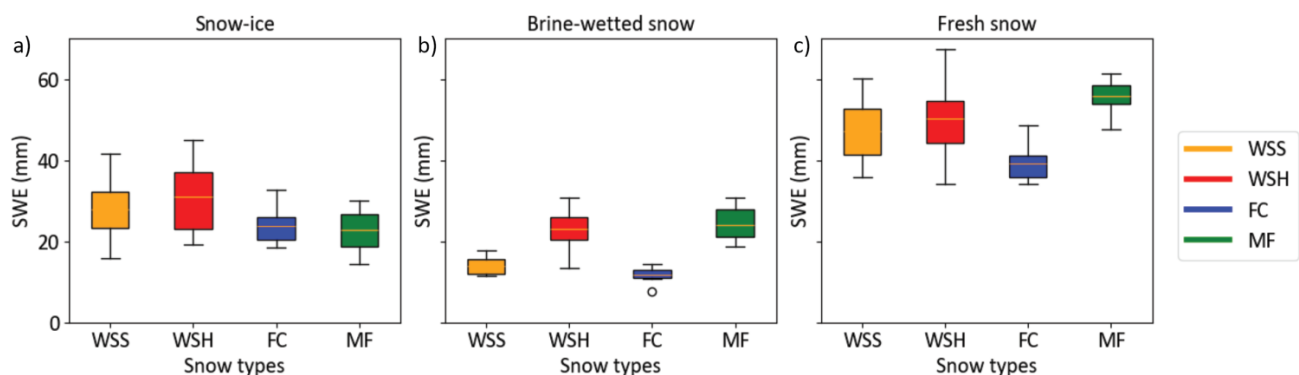 Snow-ice
Brine-wetted snow
Fresh snow
a)
b)
c)
SWE (mm)
60
40
20
0
WSS WSH FC MF
Snow types
SWE (mm)
WSS WSH FC MF
Snow types
SWE (mm)
WSS WSH FC MF
Snow types
WSS
WSH
FC
MF